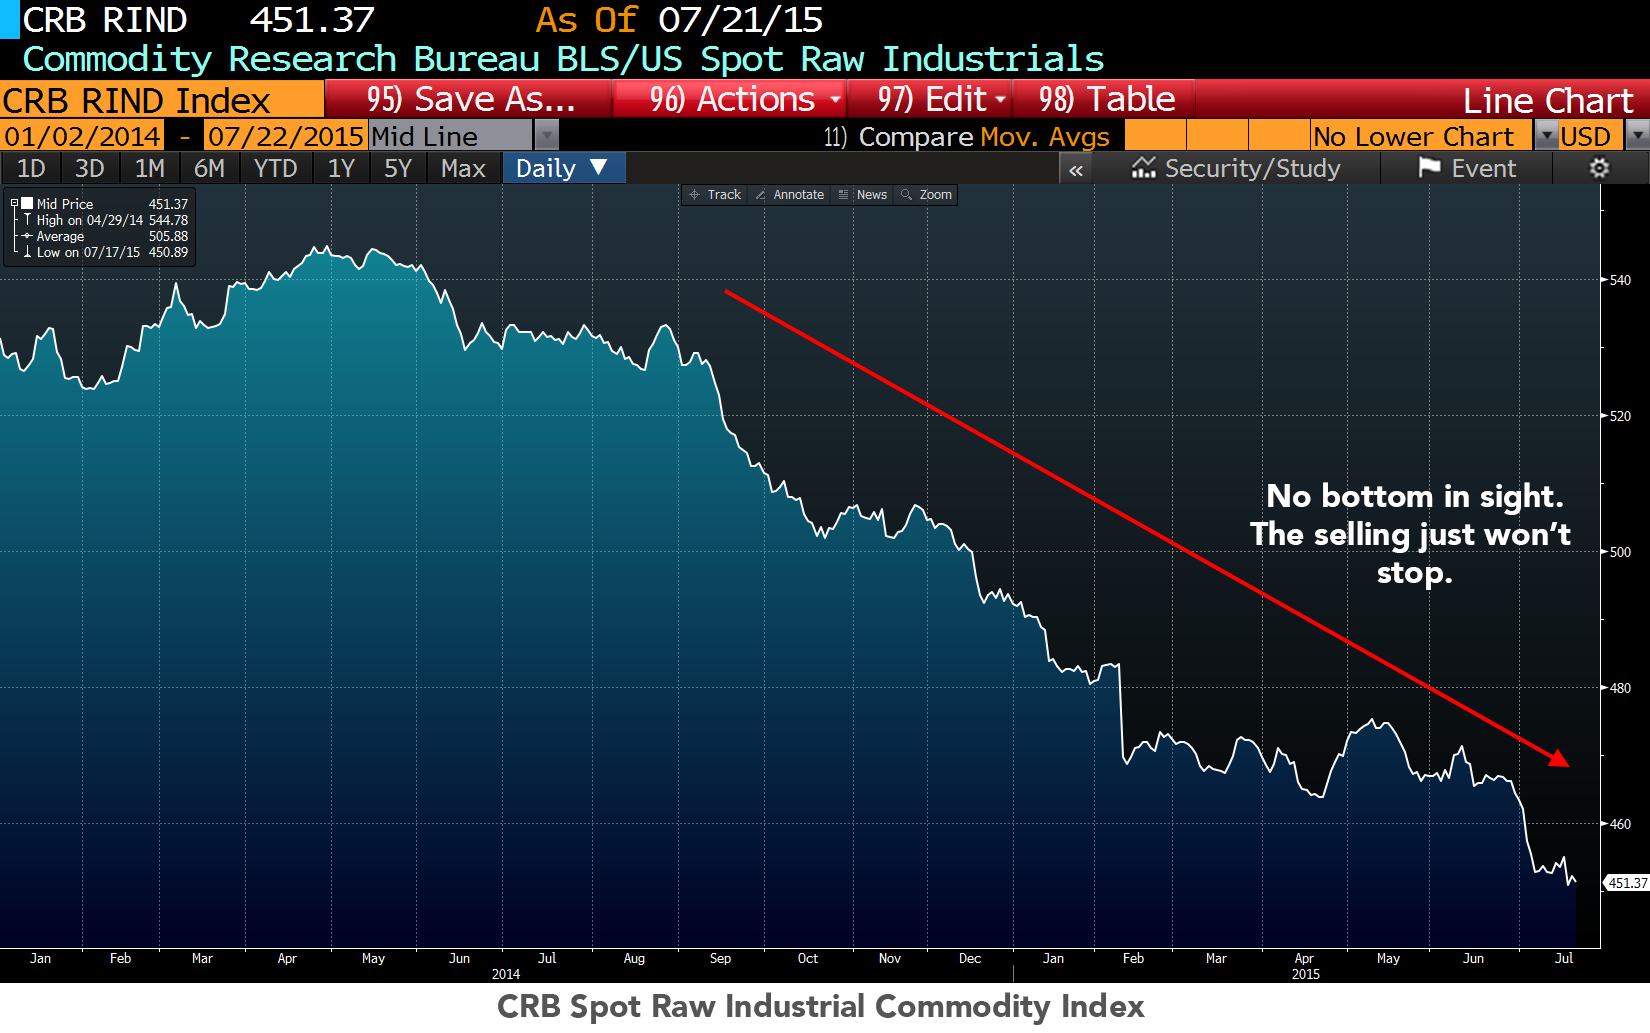 CRB RIND 451.37 As Of 07/21/15
Commodity Research Bureau BLS/US Spot Raw Industrials
CRB RIND Index 95) Save As... 96) Actions 97) Edit 98) Table Line Chart
01/02/2014 - 07/22/2015 Mid Line 11) Compare Mov. Avgs No Lower Chart USD
1D 3D 1M 6M YTD 1Y 5Y Max Daily ▼ « Security/Study Event
Track Annotate News Zoom
Mid Price 451.37
High on 04/29/14 544.78
Average 505.88
Low on 07/17/15 450.89
540
520
No bottom in sight.
The selling just won’t
stop.
500
480
460
451.37
Jan Feb Mar Apr May Jun Jul Aug Sep Oct Nov Dec Jan Feb Mar Apr May Jun Jul
2014 2015
CRB Spot Raw Industrial Commodity Index